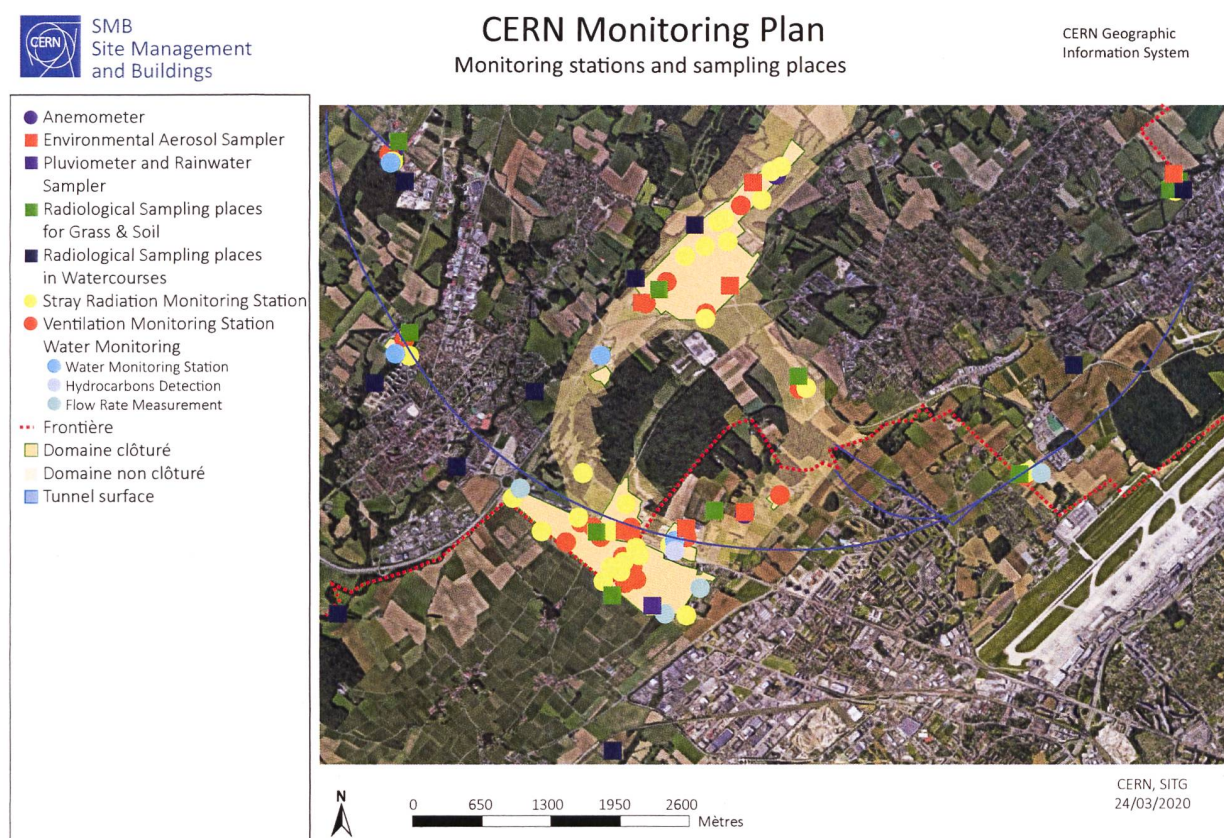 CERN
SMB
Site Management
and Buildings
CERN Monitoring Plan
Monitoring stations and sampling places
CERN Geographic
Information System
Anemometer
Environmental Aerosol Sampler
Pluviometer and Rainwater
Sampler
Radiological Sampling places
for Grass & Soil
Radiological Sampling places
in Watercourses
Stray Radiation Monitoring Station
Ventilation Monitoring Station
Water Monitoring
Water Monitoring Station
Hydrocarbons Detection
Flow Rate Measurement
Frontière
Domaine clôturé
Domaine non clôturé
Tunnel surface
N
0 650 1300 1950 2600
Mètres
CERN, SITG
24/03/2020